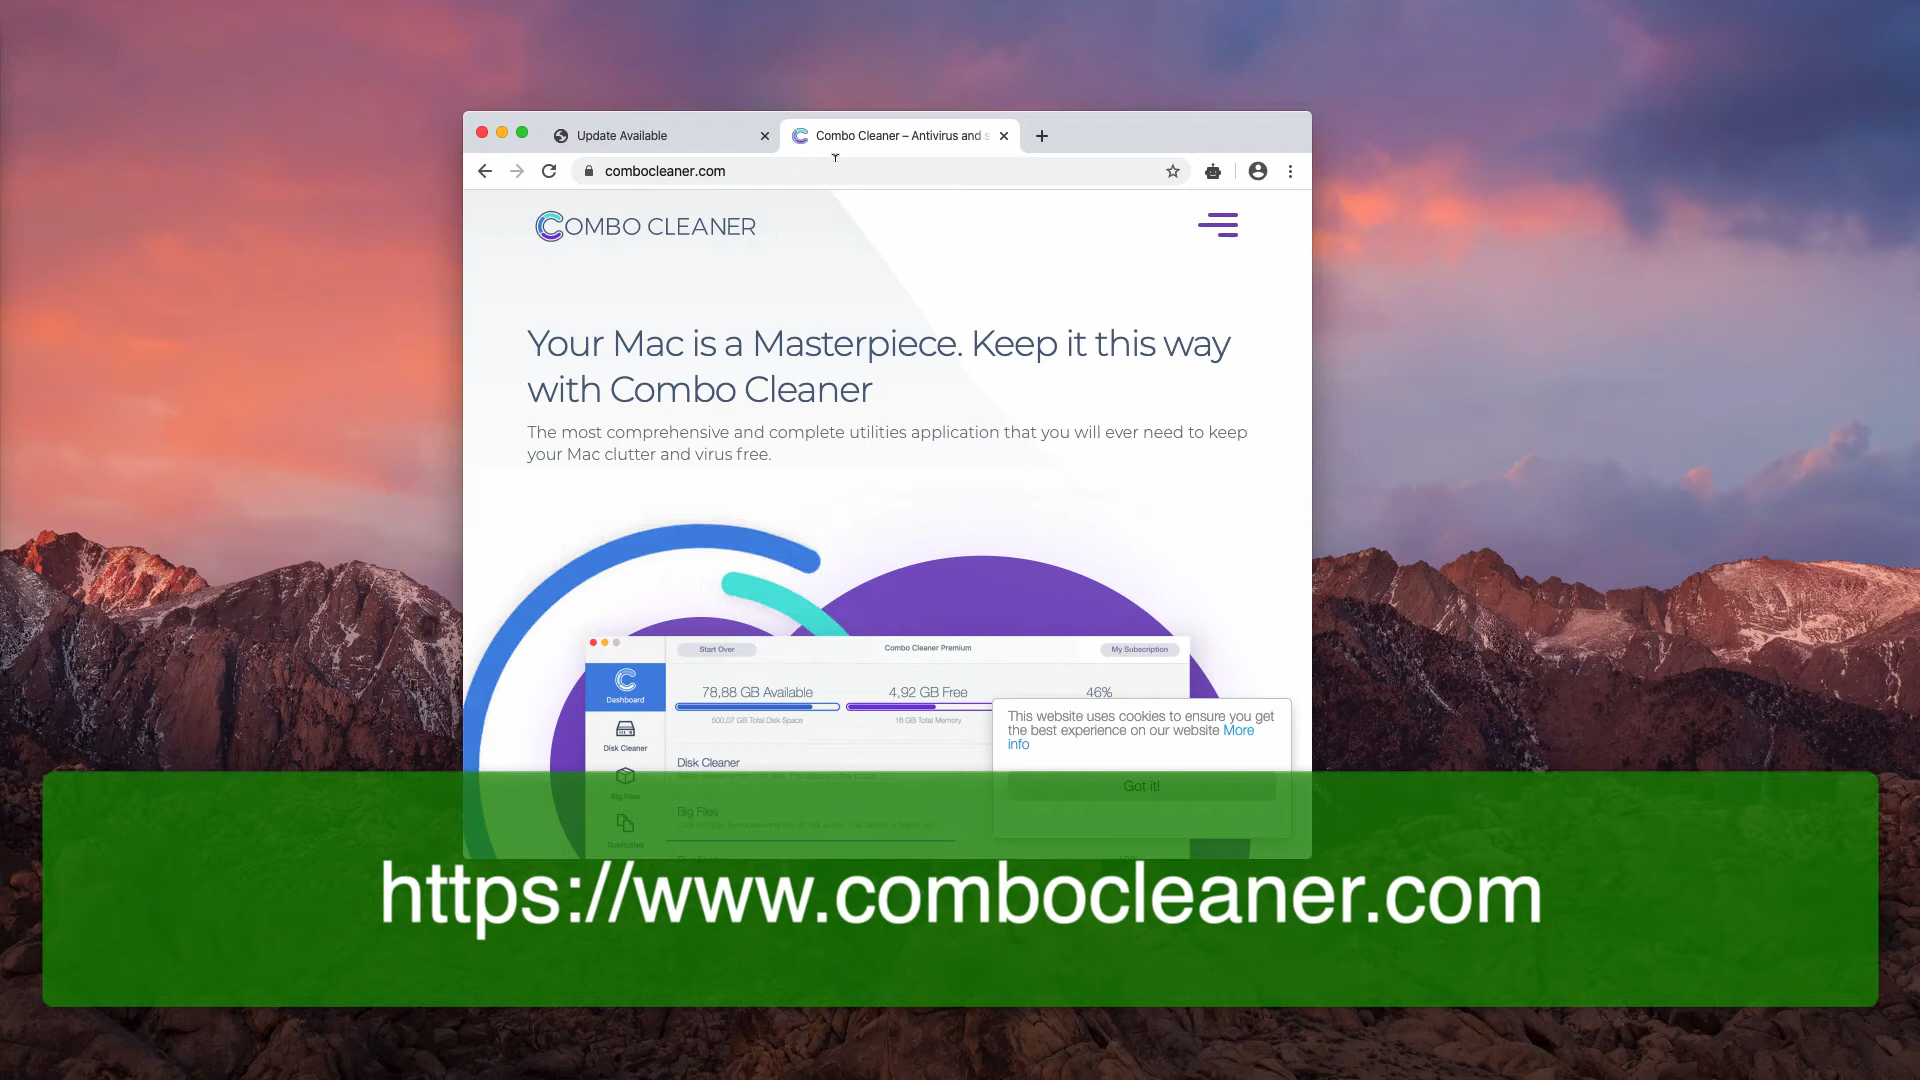 Update Available
Combo Cleaner – Antivirus and s
combocleaner.com
COMBO CLEANER
Your Mac is a Masterpiece. Keep it this way
with Combo Cleaner
The most comprehensive and complete utilities application that you will ever need to keep
your Mac clutter and virus free.
Start Over
Combo Cleaner Premium
My Subscription
Dashboard
78,88 GB Available
4,92 GB Free
46%
500,07 GB Total Disk Space
16 GB Total Memory
Disk Cleaner
Disk Cleaner
Big Files
Big Files
Duplicates
This website uses cookies to ensure you get
the best experience on our website More
info
Got it!
https://www.combocleaner.com